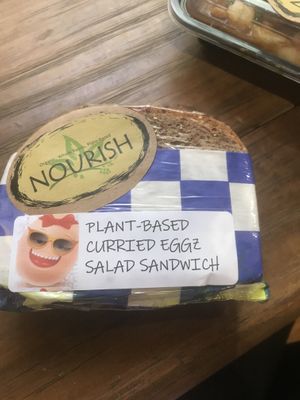 NOURISH
PLANT-BASED
CURRIED EGGZ
SALAD SANDWICH